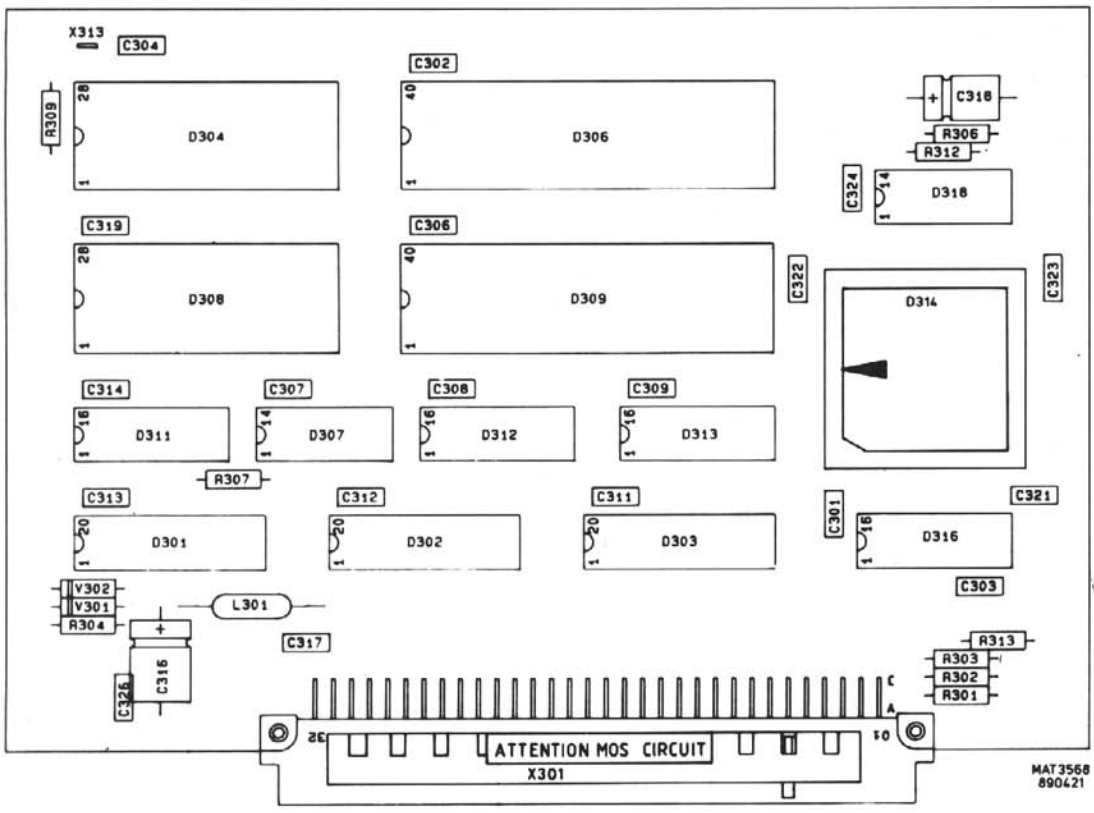 X313
C304
C302
28
R309
D304
1
40
D306
1
+ C318
R306
R312
C324
14
D318
1
C319
C306
28
D308
1
40
D309
1
C322
C323
D314
C314
C307
C308
C309
16
D311
1
14
D307
1
16
D312
1
16
D313
1
R307
C313
C312
C311
C301
C321
20
D301
1
20
D302
1
20
D303
1
16
D316
1
V302
V301
R304
L301
C303
+
C316
C326
C317
R313
R303
R302
R301
C
A
32
01
ATTENTION MOS CIRCUIT
X301
MAT3568
890421